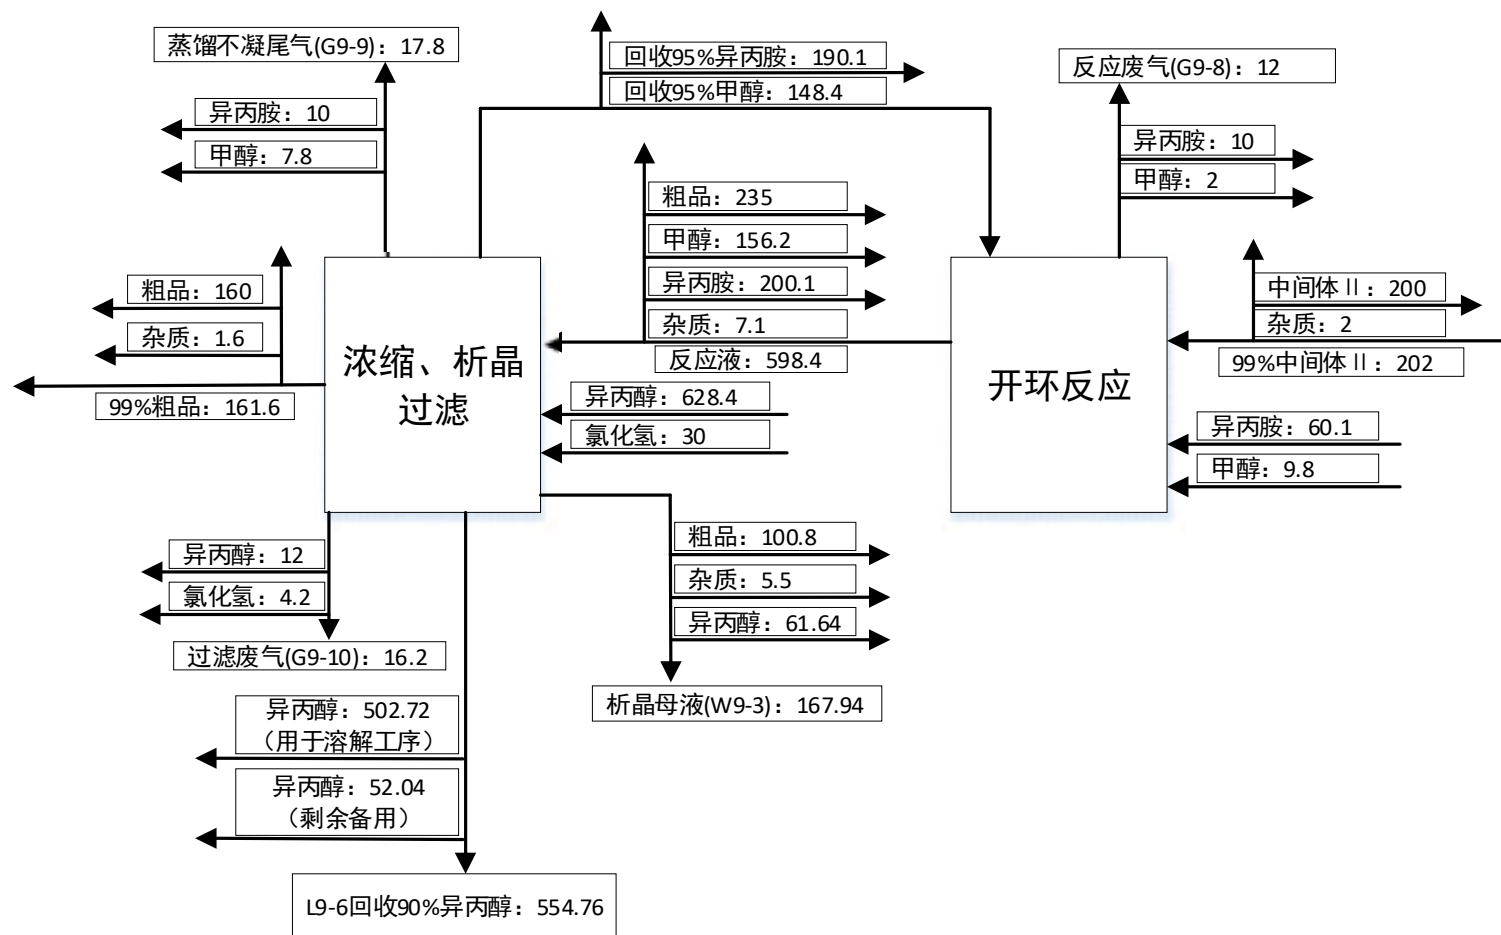 蒸馏不凝尾气(G9-9)：17.8
异丙胺：10
甲醇：7.8
回收95%异丙胺：190.1
回收95%甲醇：148.4
反应废气(G9-8)：12
异丙胺：10
甲醇：2
粗品：235
甲醇：156.2
异丙胺：200.1
杂质：7.1
反应液：598.4
中间体Ⅱ：200
杂质：2
99%中间体Ⅱ：202
粗品：160
杂质：1.6
99%粗品：161.6
浓缩、析晶
过滤
异丙醇：628.4
氯化氢：30
开环反应
异丙胺：60.1
甲醇：9.8
异丙醇：12
氯化氢：4.2
过滤废气(G9-10)：16.2
粗品：100.8
杂质：5.5
异丙醇：61.64
析晶母液(W9-3)：167.94
异丙醇：502.72
（用于溶解工序）
异丙醇：52.04
（剩余备用）
L9-6回收90%异丙醇：554.76